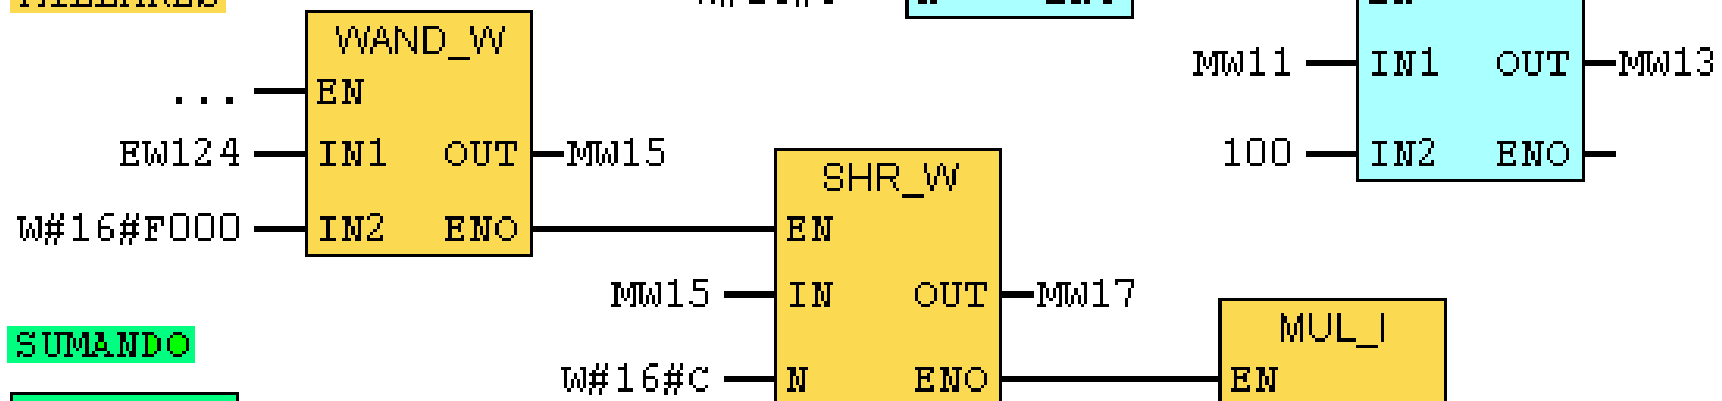 MILLARES
WAND_W
... EN
EW124 IN1 OUT MW15
W#16#F000 IN2 ENO
MW11 IN1 OUT MW13
100 IN2 ENO
SHR_W
EN
MW15 IN OUT MW17
W#16#C N ENO
MUL_I
EN
SUMANDO